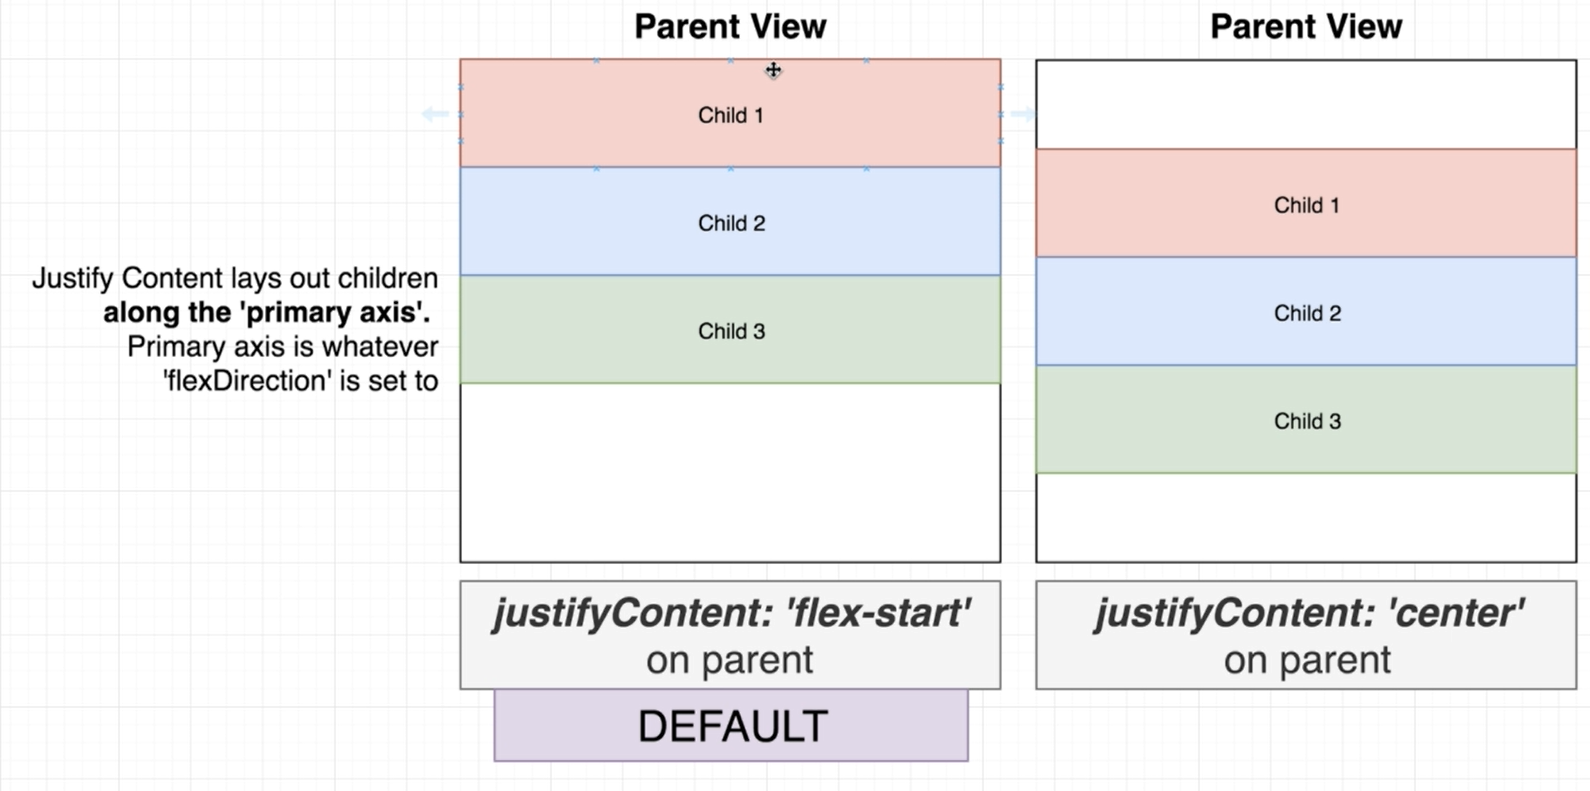 Parent View
Parent View
Child 1
Child 2
Child 3
Child 1
Child 2
Child 3
Justify Content lays out children
along the 'primary axis'.
Primary axis is whatever
'flexDirection' is set to
justifyContent: 'flex-start'
on parent
DEFAULT
justifyContent: 'center'
on parent